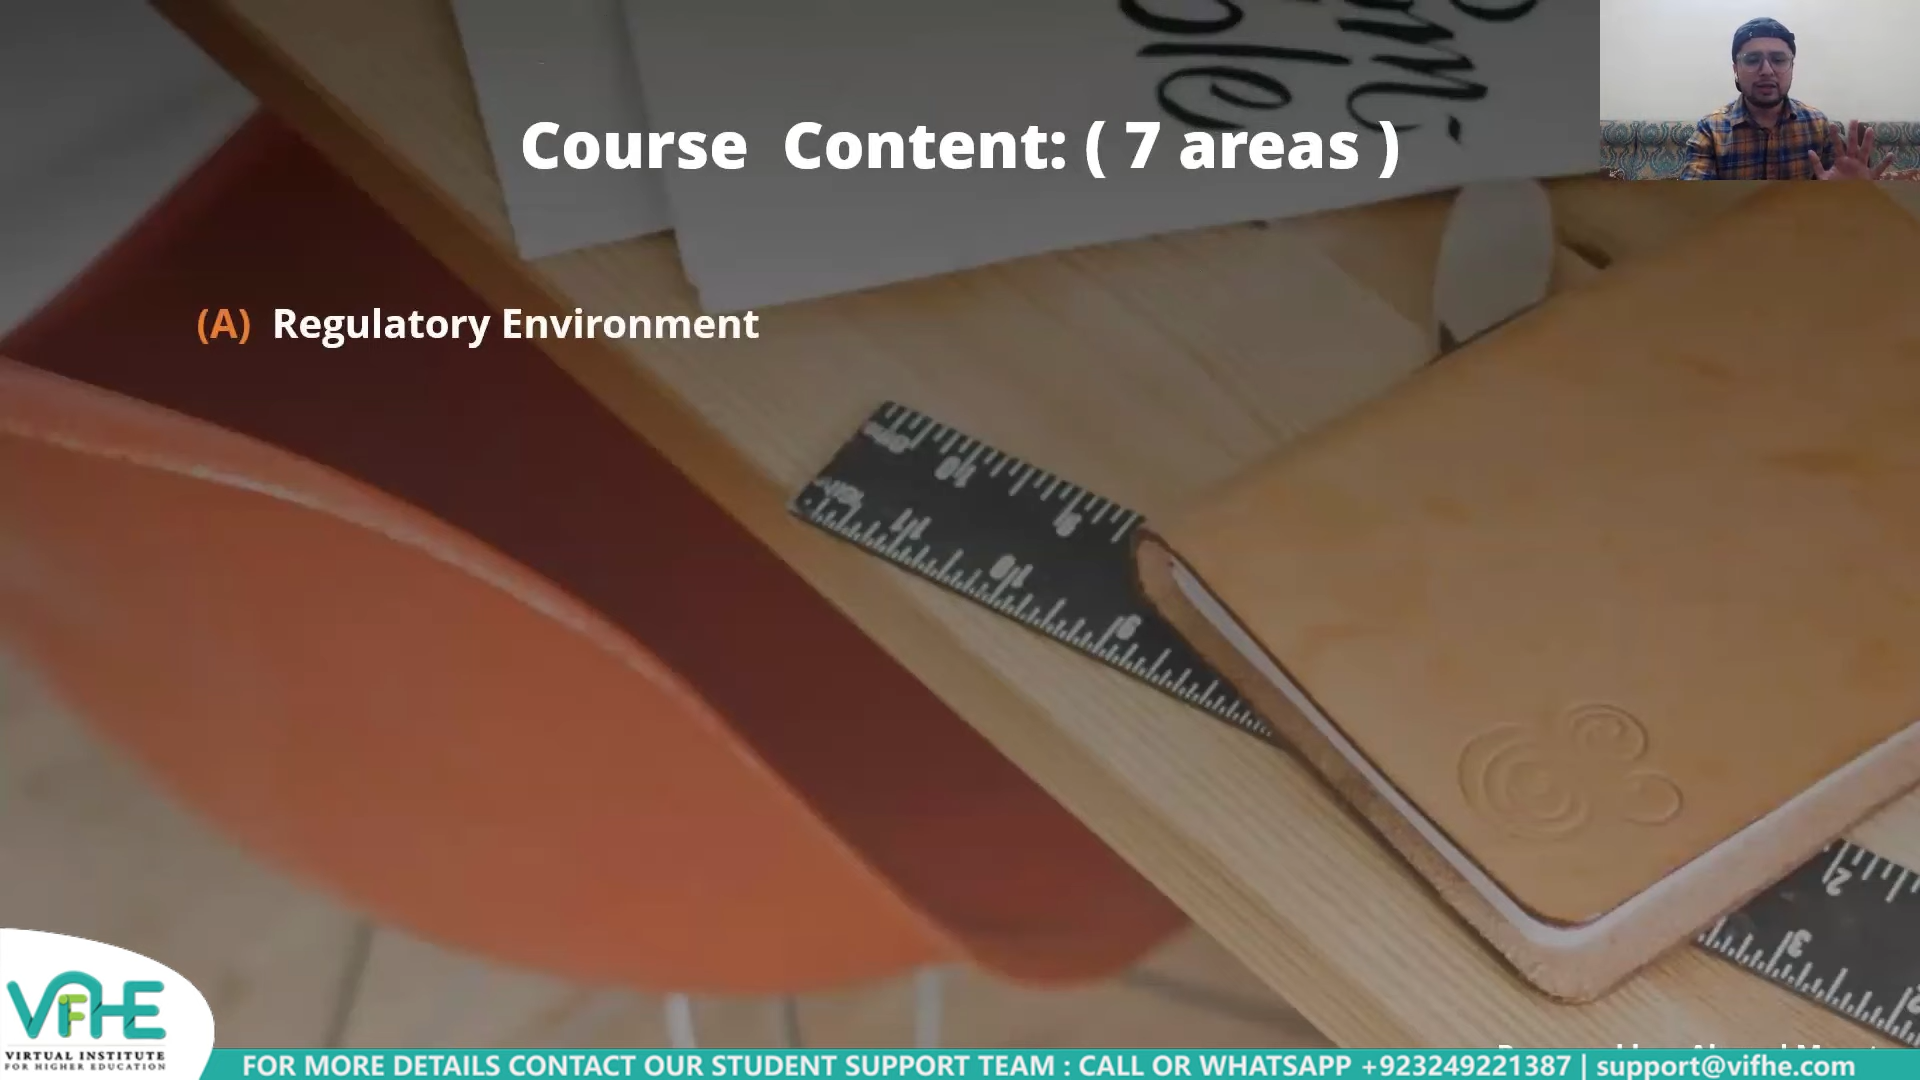 Course Content: ( 7 areas )
(A) Regulatory Environment
VIFHE
VIRTUAL INSTITUTE
FOR HIGHER EDUCATION
FOR MORE DETAILS CONTACT OUR STUDENT SUPPORT TEAM : CALL OR WHATSAPP +923249221387 | support@vifhe.com